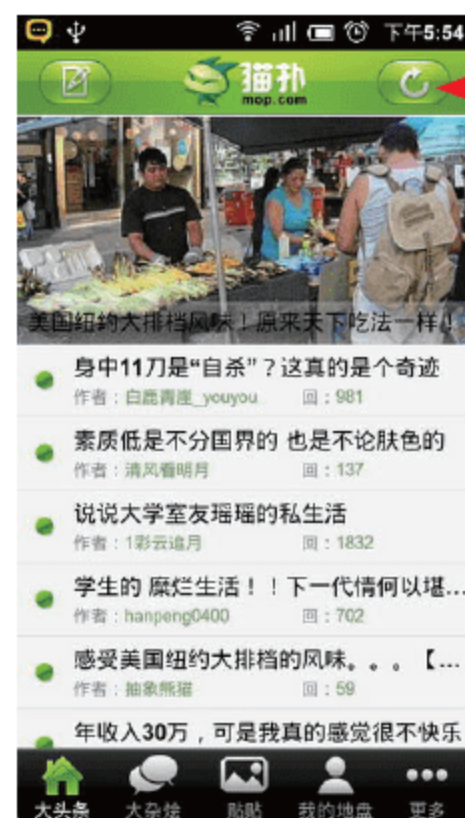 下午5:54
猫扑
mop.com
美国纽约大排档风味！原来天下吃法一样！
身中11刀是“自杀”？这真的是个奇迹
作者：白鹿青崖_youyou 回：981
素质低是不分国界的 也是不论肤色的
作者：清风看明月 回：137
说说大学室友瑶瑶的私生活
作者：1彩云追月 回：1832
学生的 糜烂生活！！下一代情何以堪...
作者：hanpeng0400 回：702
感受美国纽约大排档的风味。。。【...
作者：抽象熊猫 回：59
年收入30万，可是我真的感觉很不快乐
大头条 大杂烩 贴贴 我的地盘 更多